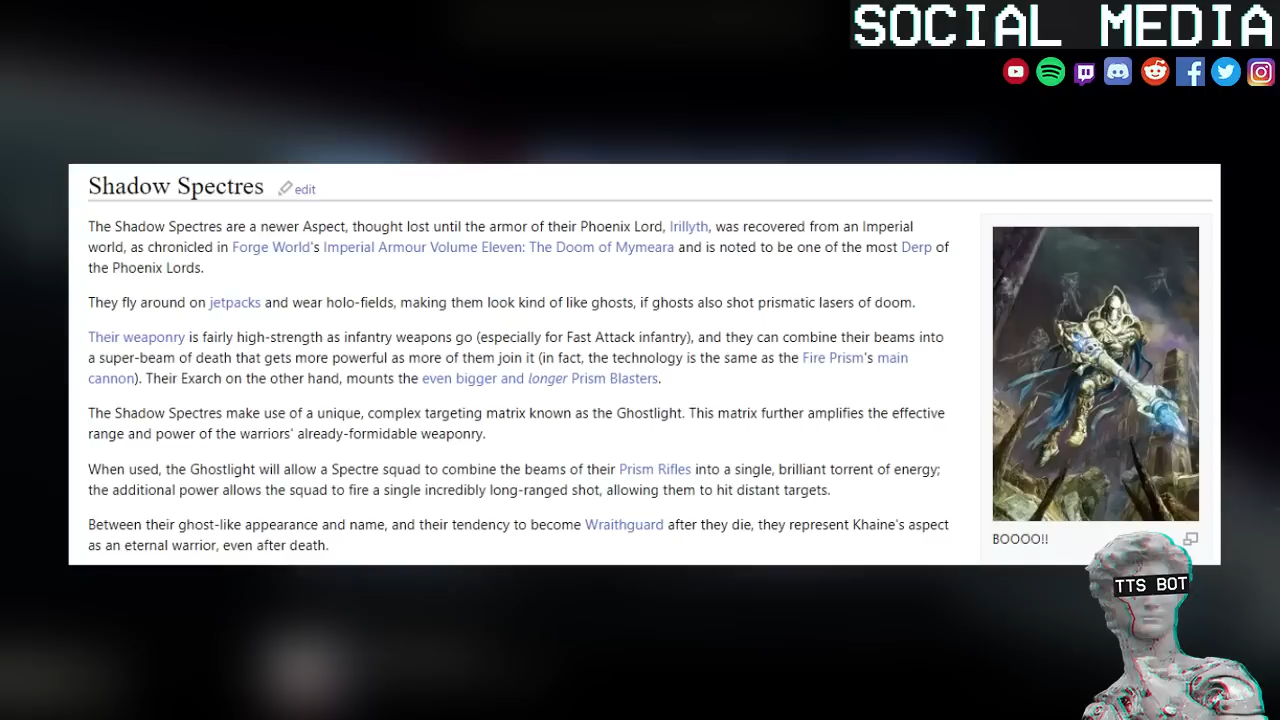 SOCIAL MEDIA
Shadow Spectres edit
The Shadow Spectres are a newer Aspect, thought lost until the armor of their Phoenix Lord, Irillyth, was recovered from an Imperial
world, as chronicled in Forge World's Imperial Armour Volume Eleven: The Doom of Mymeara and is noted to be one of the most Derp of
the Phoenix Lords.
They fly around on jetpacks and wear holo-fields, making them look kind of like ghosts, if ghosts also shot prismatic lasers of doom.
Their weaponry is fairly high-strength as infantry weapons go (especially for Fast Attack infantry), and they can combine their beams into
a super-beam of death that gets more powerful as more of them join it (in fact, the technology is the same as the Fire Prism's main
cannon). Their Exarch on the other hand, mounts the even bigger and longer Prism Blasters.
The Shadow Spectres make use of a unique, complex targeting matrix known as the Ghostlight. This matrix further amplifies the effective
range and power of the warriors' already-formidable weaponry.
When used, the Ghostlight will allow a Spectre squad to combine the beams of their Prism Rifles into a single, brilliant torrent of energy;
the additional power allows the squad to fire a single incredibly long-ranged shot, allowing them to hit distant targets.
Between their ghost-like appearance and name, and their tendency to become Wraithguard after they die, they represent Khaine's aspect
as an eternal warrior, even after death.
BOOOO!!
TTS BOT